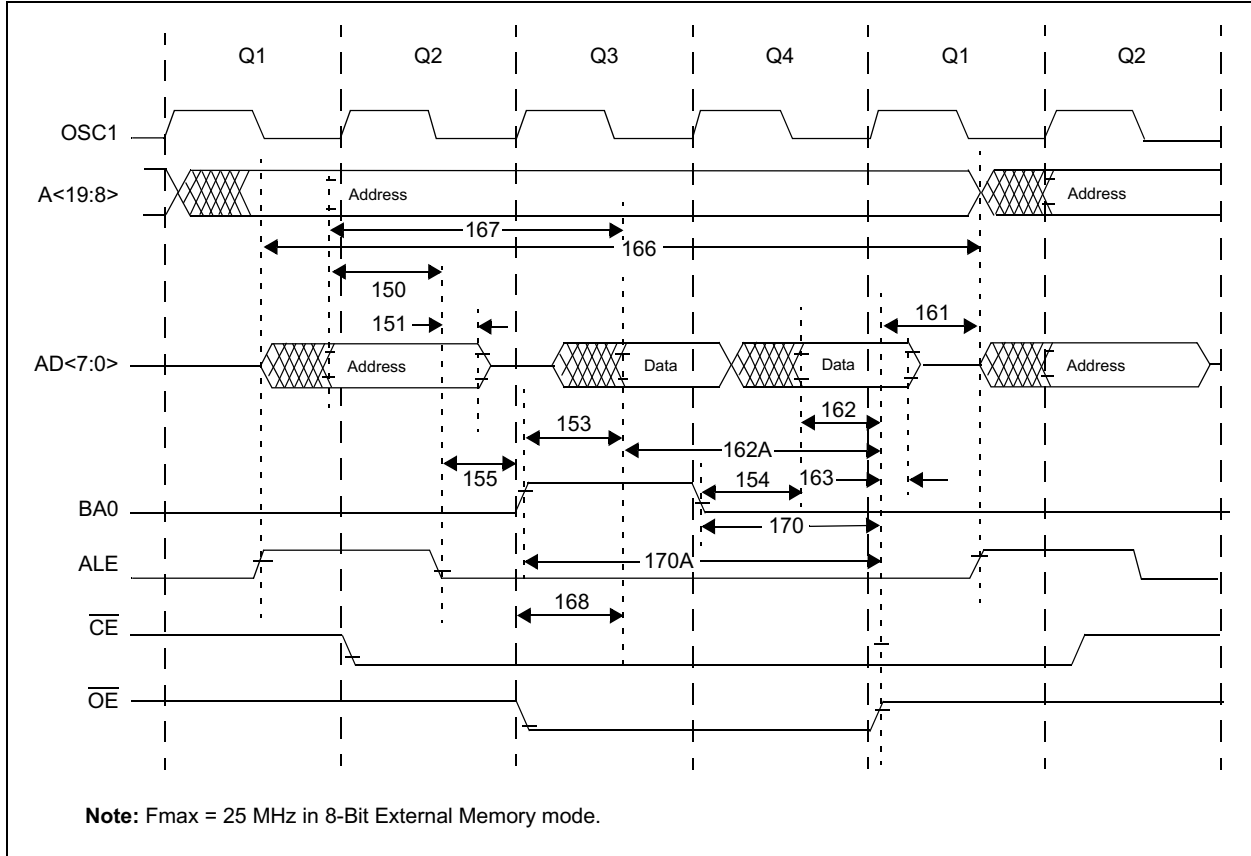 Q1 Q2 Q3 Q4 Q1 Q2
OSC1
A<19:8> Address Address
167
166
150
151 161
AD<7:0> Address Data Data Address
162
153
162A
155 154 163
BA0
170
ALE 170A
168
CE
OE
Note: Fmax = 25 MHz in 8-Bit External Memory mode.